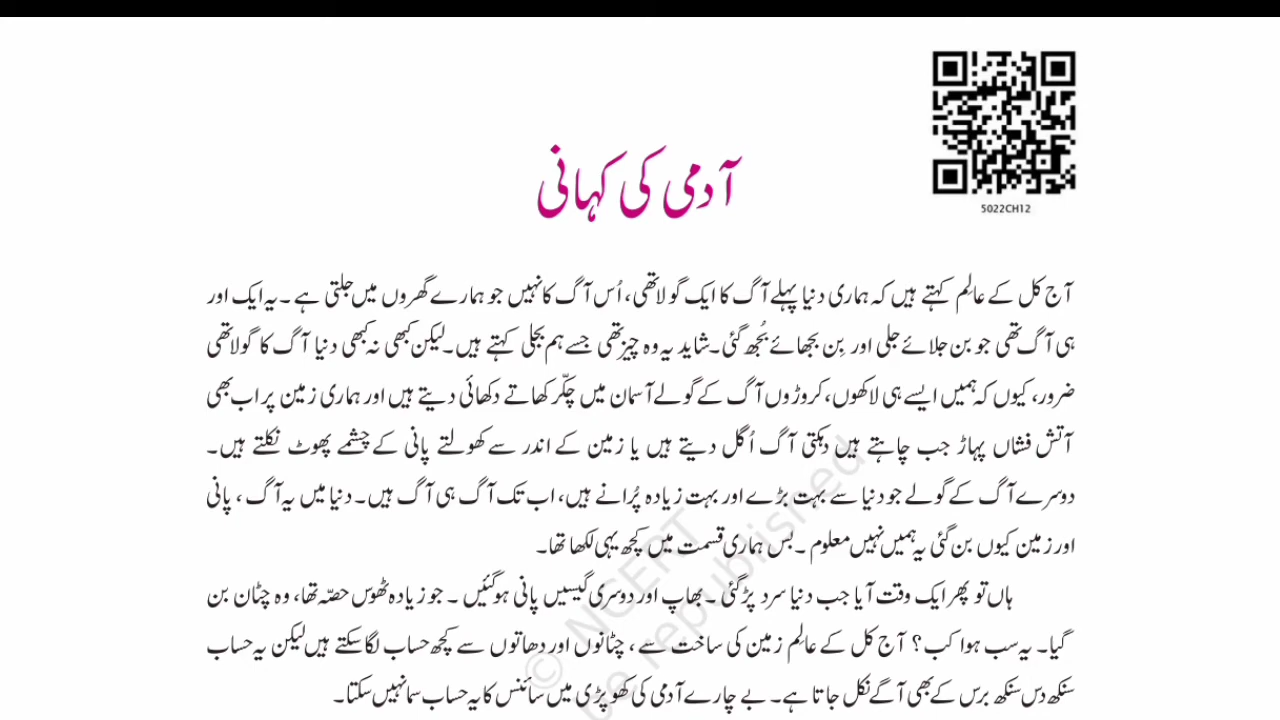 5022CH12
آدمی کی کہانی
آج کل کے عالِم کہتے ہیں کہ ہماری دنیا پہلے آگ کا ایک گولا تھی، اُس آگ کا نہیں جو ہمارے گھروں میں جلتی ہے۔ یہ ایک اور
ہی آگ تھی جو بن جلائے جلی اور بِن بجھائے بُجھ گئی۔ شاید یہ وہ چیز تھی جسے ہم بجلی کہتے ہیں۔ لیکن کبھی نہ کبھی دنیا آگ کا گولا تھی
ضرور، کیوں کہ ہمیں ایسے ہی لاکھوں، کروڑوں آگ کے گولے آسمان میں چکّر کھاتے دکھائی دیتے ہیں اور ہماری زمین پر اب بھی
آتش فشاں پہاڑ جب چاہتے ہیں دہکتی آگ اُگل دیتے ہیں یا زمین کے اندر سے کھولتے پانی کے چشمے پھوٹ نکلتے ہیں۔
دوسرے آگ کے گولے جو دنیا سے بہت بڑے اور بہت زیادہ پُرانے ہیں، اب تک آگ ہی آگ ہیں۔ دنیا میں یہ آگ، پانی
اور زمین کیوں بن گئی یہ ہمیں نہیں معلوم۔ بس ہماری قسمت میں کچھ یہی لکھا تھا۔
ہاں تو پھر ایک وقت آیا جب دنیا سرد پڑ گئی۔ بھاپ اور دوسری گیسیں پانی ہو گئیں۔ جو زیادہ ٹھوس حصّہ تھا، وہ چٹان بن
گیا۔ یہ سب ہوا کب؟ آج کل کے عالِم زمین کی ساخت سے، چٹانوں اور دھاتوں سے کچھ حساب لگا سکتے ہیں لیکن یہ حساب
سنکھ دس سنکھ برس کے بھی آگے نکل جاتا ہے۔ بے چارے آدمی کی کھوپڑی میں سائنس کا یہ حساب سما نہیں سکتا۔
© NCERT
be republished